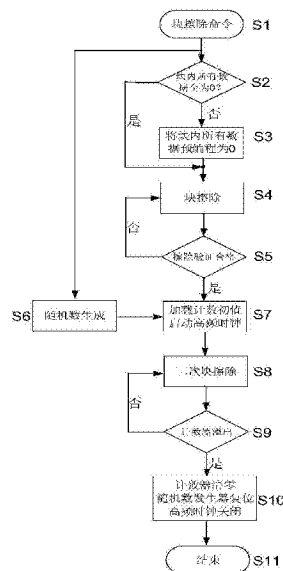 块擦除命令
S1
块内所有数
据全为0?
S2
是
否
将块内所有数
据预编程为0
S3
块擦除
S4
否
擦除验证合格
S5
是
S6
随机数生成
加载计数初值
启动高频时钟
S7
二次块擦除
S8
否
计数器溢出
S9
是
计数器清零
随机数发生器复位
高频时钟关闭
S10
结束
S11